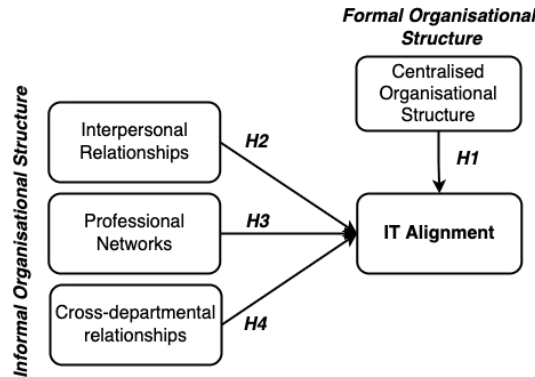 Formal Organisational
Structure
Centralised
Organisational
Structure
H1
Informal Organisational Structure
Interpersonal
Relationships
H2
Professional
Networks
H3
IT Alignment
Cross-departmental
relationships
H4